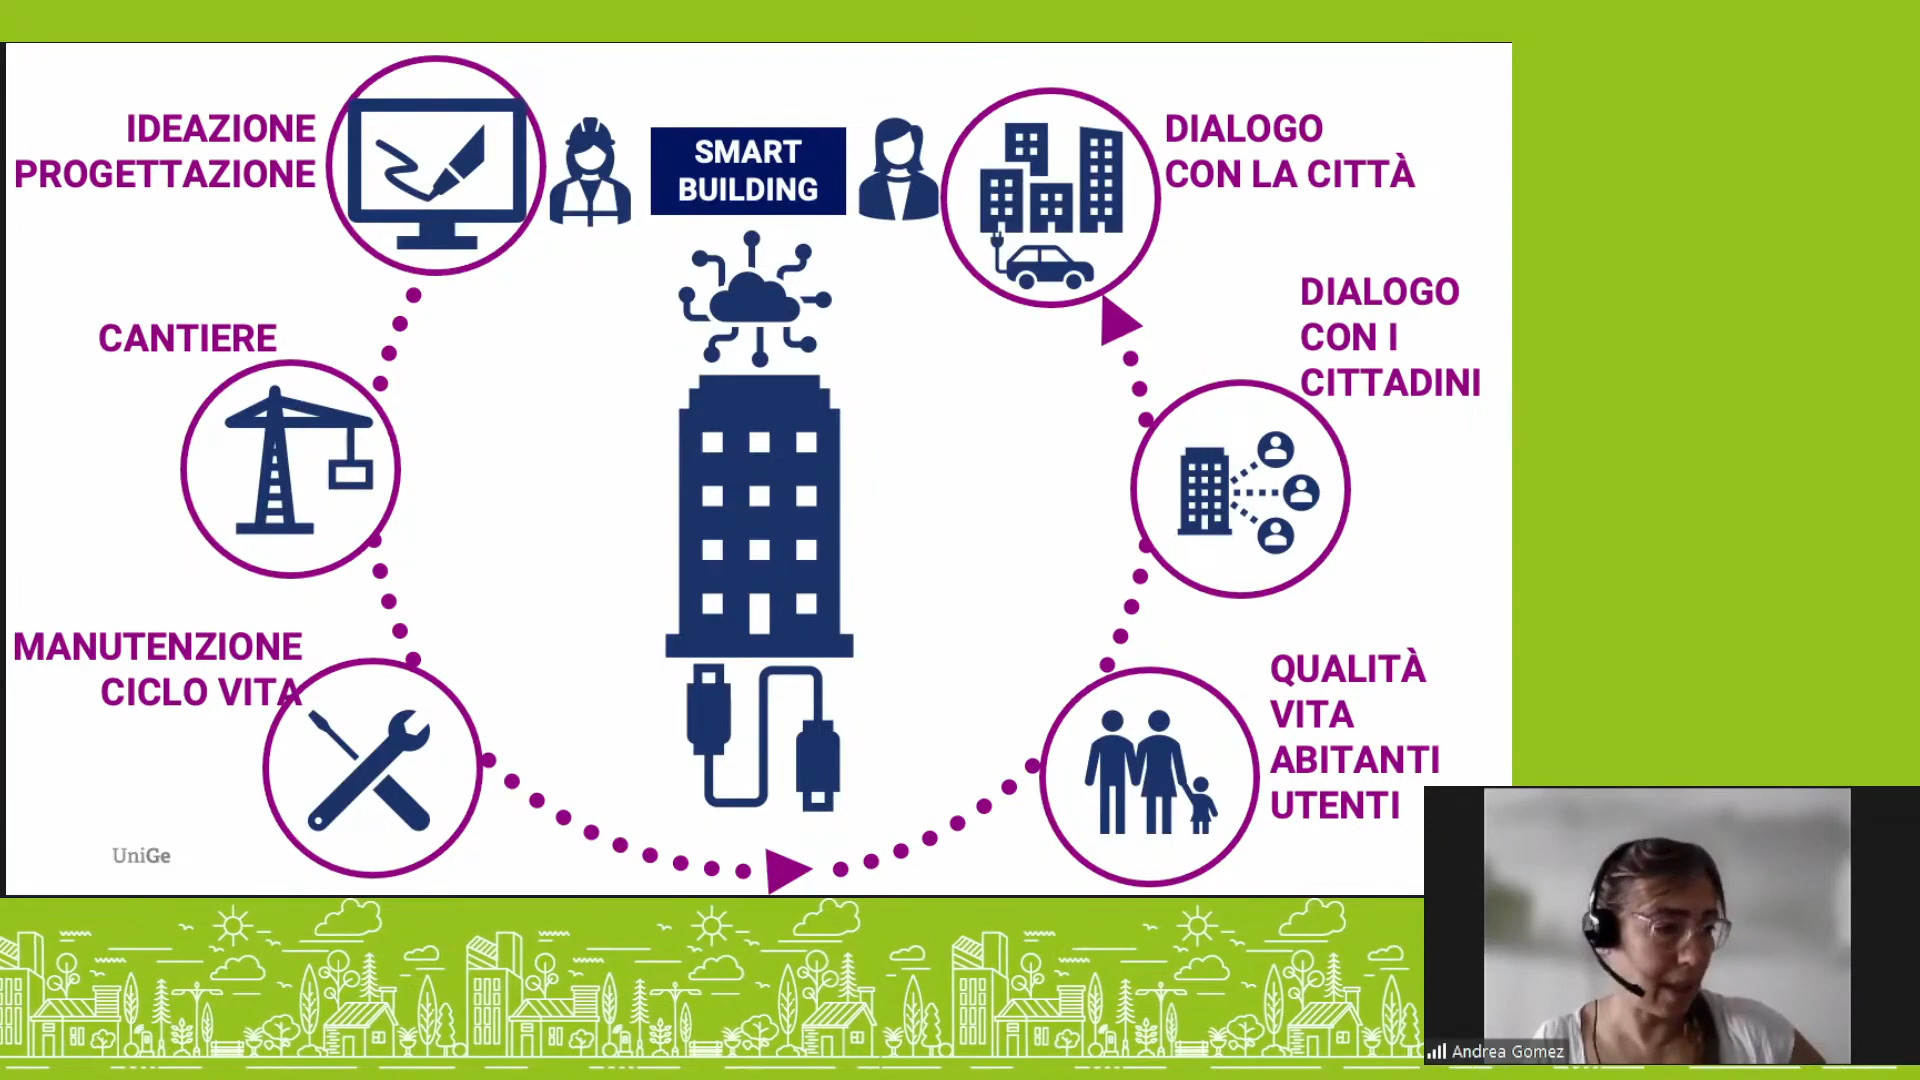 IDEAZIONE
PROGETTAZIONE
SMART
BUILDING
DIALOGO
CON LA CITTÀ
CANTIERE
DIALOGO
CON I
CITTADINI
MANUTENZIONE
CICLO VITA
QUALITÀ
VITA
ABITANTI
UTENTI
UniGe
Andrea Gomez